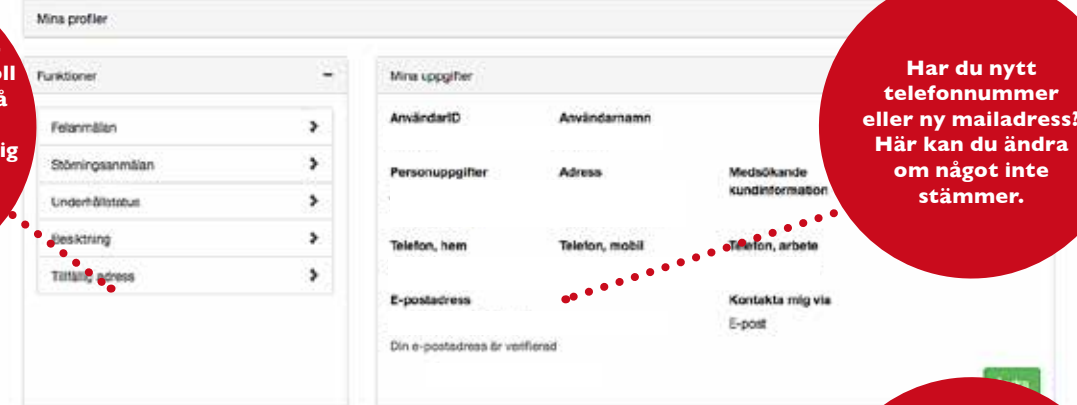 Mina profiler
oll
å
ig
Funktioner
Felanmälan
Störningsanmälan
Underhållstatus
Besiktning
Tillfällig adress
Mina uppgifter
AnvändarID Användarnamn
Personuppgifter Adress Medsökande
kundinformation
Telefon, hem Telefon, mobil Telefon, arbete
E-postadress Kontakta mig via
E-post
Din e-postadress är verifierad
Har du nytt
telefonnummer
eller ny mailadress?
Här kan du ändra
om något inte
stämmer.